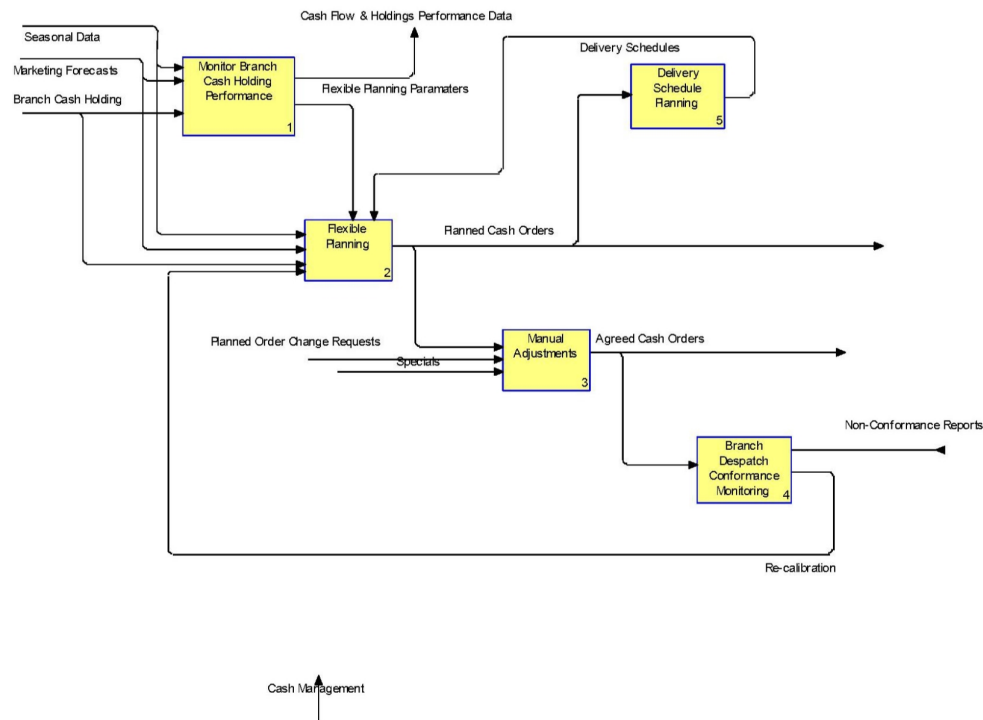 Cash Flow & Holdings Performance Data
Seasonal Data
Delivery Schedules
Marketing Forecasts
Monitor Branch
Cash Holding
Performance
1
Delivery
Schedule
Planning
5
Flexible Planning Paramaters
Branch Cash Holding
Flexible
Planning
2
Planned Cash Orders
Planned Order Change Requests
Specials
Manual
Adjustments
3
Agreed Cash Orders
Non-Conformance Reports
Branch
Despatch
Conformance
Monitoring
4
Re-calibration
Cash Management